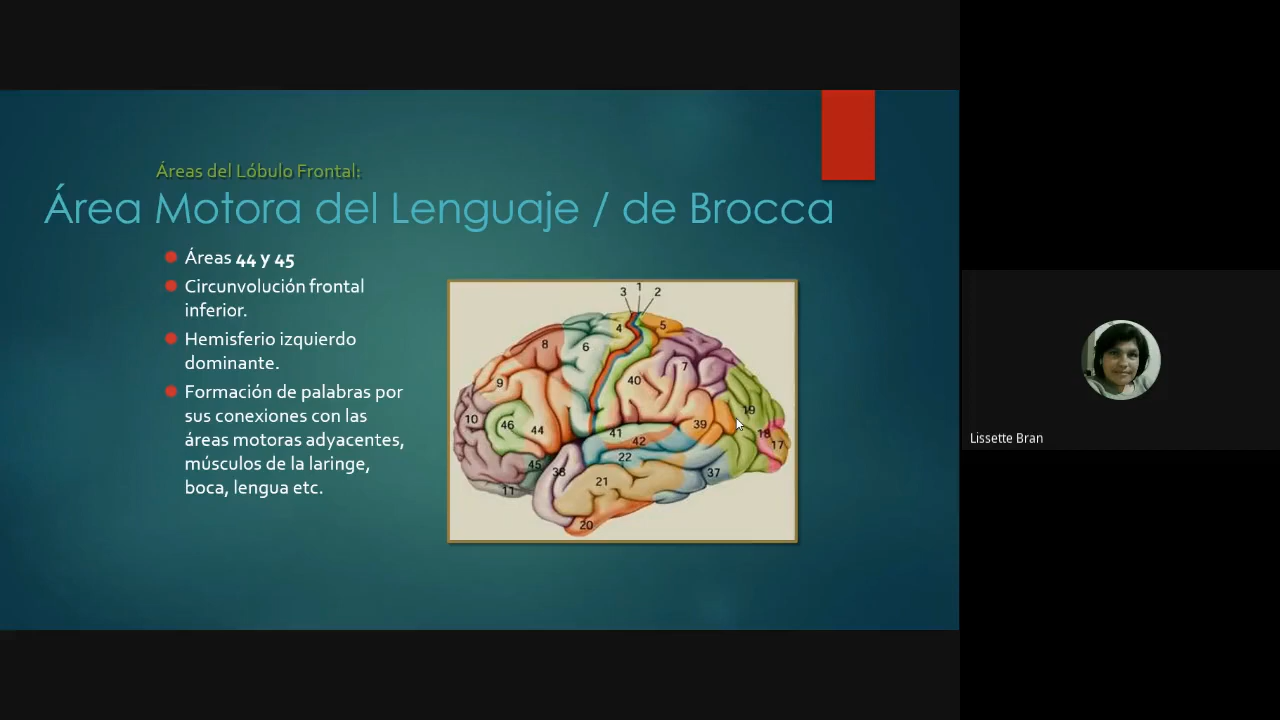 Áreas del Lóbulo Frontal:
Área Motora del Lenguaje / de Brocca
Áreas 44 y 45
Circunvolución frontal
inferior.
Hemisferio izquierdo
dominante.
Formación de palabras por
sus conexiones con las
áreas motoras adyacentes,
músculos de la laringe,
boca, lengua etc.
3 1 2
4 5
8 6
7
9 40
10 46 44 41 42 39 19
18 17
45 38 22 37
11 21
20
Lissette Bran